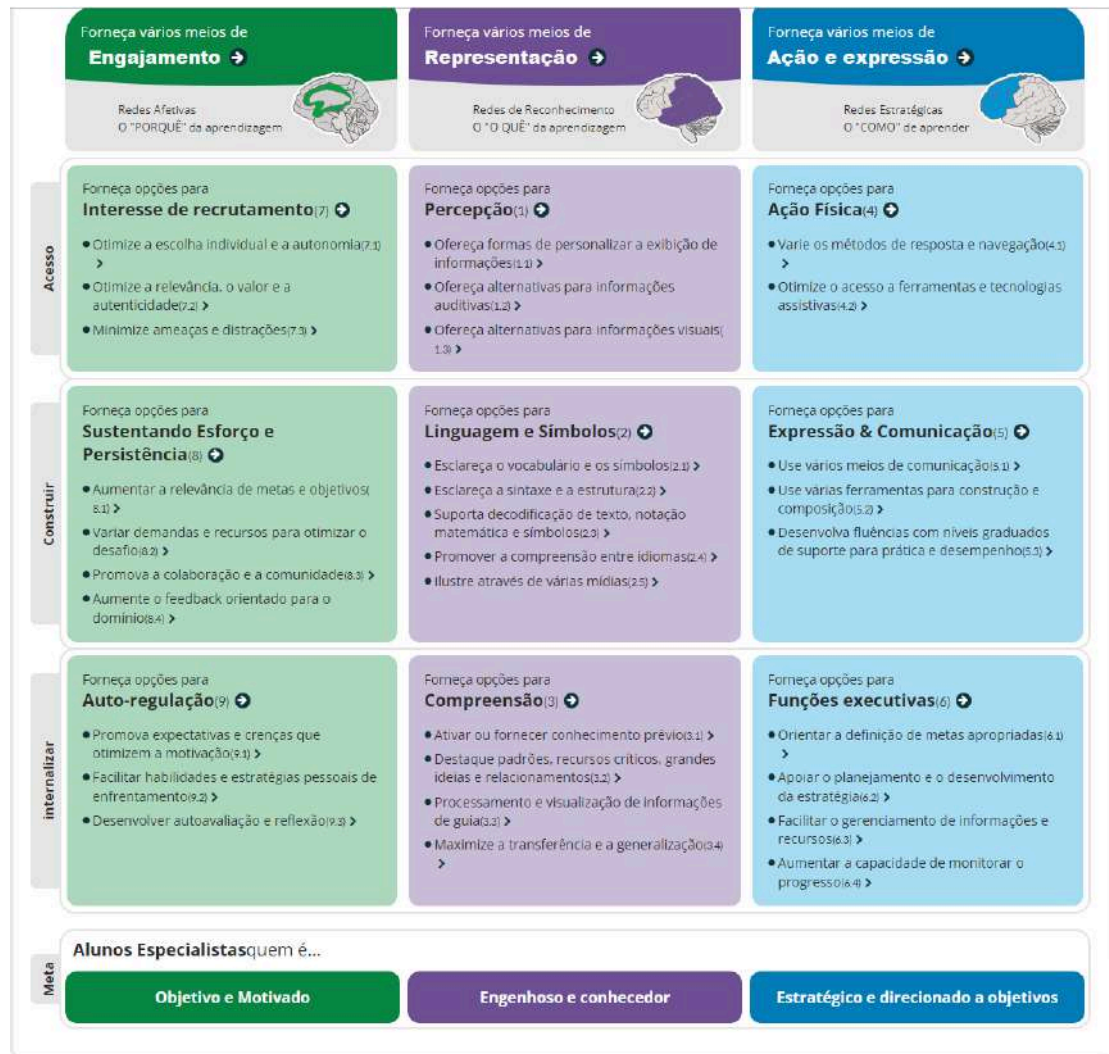 Forneça vários meios de
Engajamento
Redes Afetivas
O "PORQUÊ" da aprendizagem
Forneça vários meios de
Representação
Redes de Reconhecimento
O "O QUÊ" da aprendizagem
Forneça vários meios de
Ação e expressão
Redes Estratégicas
O "COMO" de aprender
Acesso
Forneça opções para
Interesse de recrutamento(7)
Otimize a escolha individual e a autonomia(7.1)
Otimize a relevância, o valor e a
autenticidade(7.2)
Minimize ameaças e distrações(7.3)
Forneça opções para
Percepção(1)
Ofereça formas de personalizar a exibição de
informações(1.1)
Ofereça alternativas para informações
auditivas(1.2)
Ofereça alternativas para informações visuais(
1.3)
Forneça opções para
Ação Física(4)
Varie os métodos de resposta e navegação(4.1)
Otimize o acesso a ferramentas e tecnologias
assistivas(4.2)
Construir
Forneça opções para
Sustentando Esforço e
Persistência(8)
Aumentar a relevância de metas e objetivos(
8.1)
Variar demandas e recursos para otimizar o
desafio(8.2)
Promova a colaboração e a comunidade(8.3)
Aumente o feedback orientado para o
domínio(8.4)
Forneça opções para
Linguagem e Símbolos(2)
Esclareça o vocabulário e os símbolos(2.1)
Esclareça a sintaxe e a estrutura(2.2)
Suporta decodificação de texto, notação
matemática e símbolos(2.3)
Promover a compreensão entre idiomas(2.4)
Ilustre através de várias mídias(2.5)
Forneça opções para
Expressão & Comunicação(5)
Use vários meios de comunicação(5.1)
Use várias ferramentas para construção e
composição(5.2)
Desenvolva fluências com níveis graduados
de suporte para prática e desempenho(5.3)
internalizar
Forneça opções para
Auto-regulação(9)
Promova expectativas e crenças que
otimizem a motivação(9.1)
Facilitar habilidades e estratégias pessoais de
enfrentamento(9.2)
Desenvolver autoavaliação e reflexão(9.3)
Forneça opções para
Compreensão(3)
Ativar ou fornecer conhecimento prévio(3.1)
Destaque padrões, recursos críticos, grandes
ideias e relacionamentos(3.2)
Processamento e visualização de informações
de guia(3.3)
Maximize a transferência e a generalização(3.4)
Forneça opções para
Funções executivas(6)
Orientar a definição de metas apropriadas(6.1)
Apoiar o planejamento e o desenvolvimento
da estratégia(6.2)
Facilitar o gerenciamento de informações e
recursos(6.3)
Aumentar a capacidade de monitorar o
progresso(6.4)
Meta
Alunos Especialistasquem é...
Objetivo e Motivado
Engenhoso e conhecedor
Estratégico e direcionado a objetivos